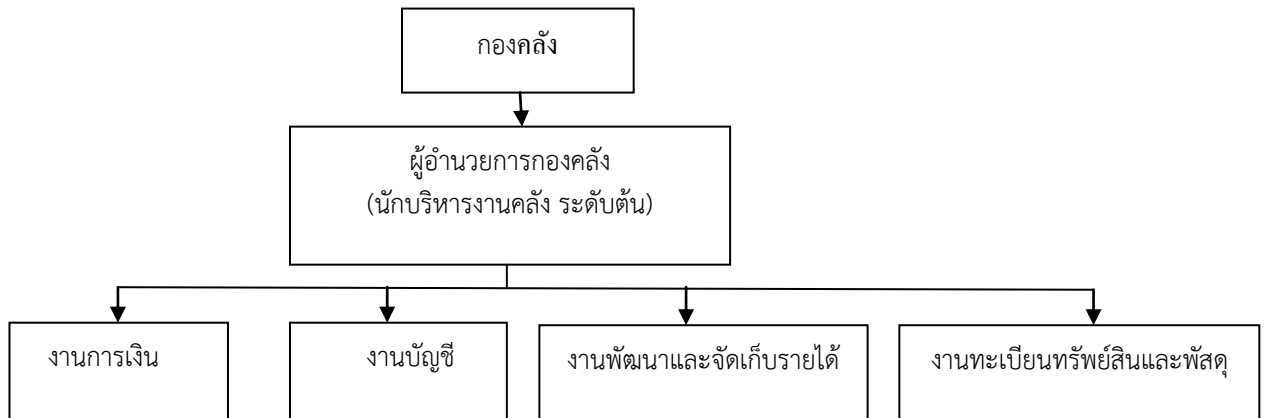 กองคลัง
ผู้อำนวยการกองคลัง
(นักบริหารงานคลัง ระดับต้น)
งานการเงิน
งานบัญชี
งานพัฒนาและจัดเก็บรายได้
งานทะเบียนทรัพย์สินและพัสดุ